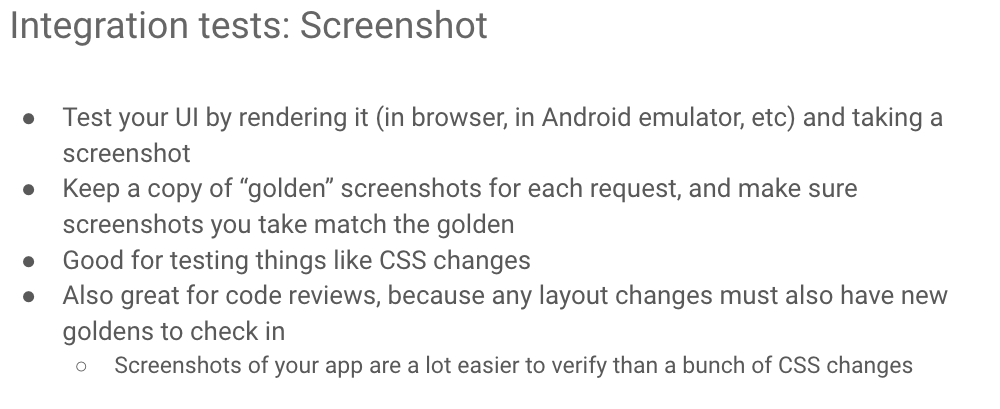 Integration tests: Screenshot
● Test your UI by rendering it (in browser, in Android emulator, etc) and taking a
screenshot
● Keep a copy of “golden” screenshots for each request, and make sure
screenshots you take match the golden
● Good for testing things like CSS changes
● Also great for code reviews, because any layout changes must also have new
goldens to check in
○ Screenshots of your app are a lot easier to verify than a bunch of CSS changes